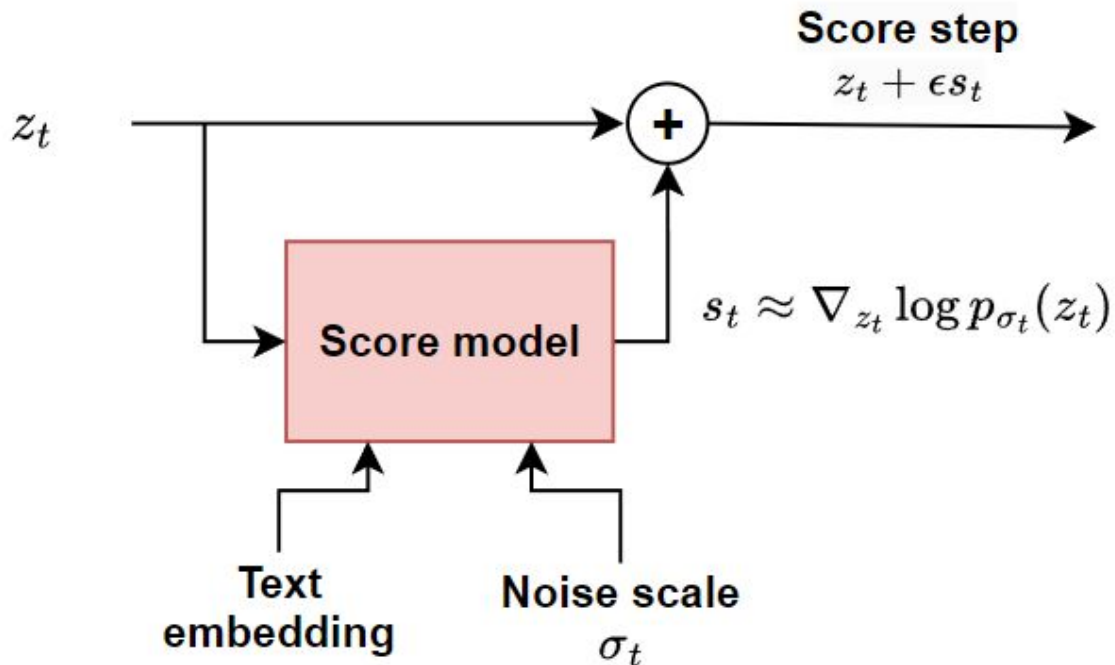 Score step
z_t + ϵs_t
z_t
+
Score model
s_t ≈ ∇_{z_t} log p_{σ_t}(z_t)
Text
embedding
Noise scale
σ_t